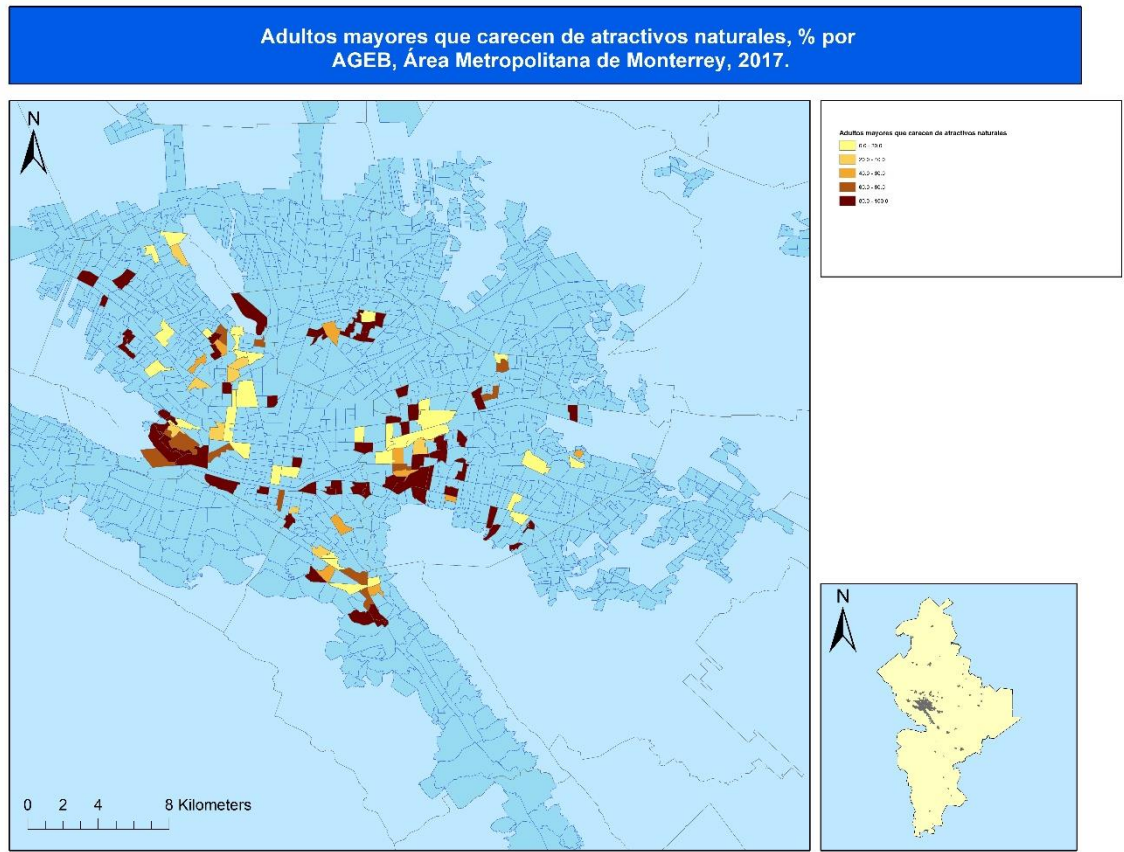 Adultos mayores que carecen de atractivos naturales, % por
AGEB, Área Metropolitana de Monterrey, 2017.
N
Adultos mayores que carecen de atractivos naturales
N
0 2 4 8 Kilometers